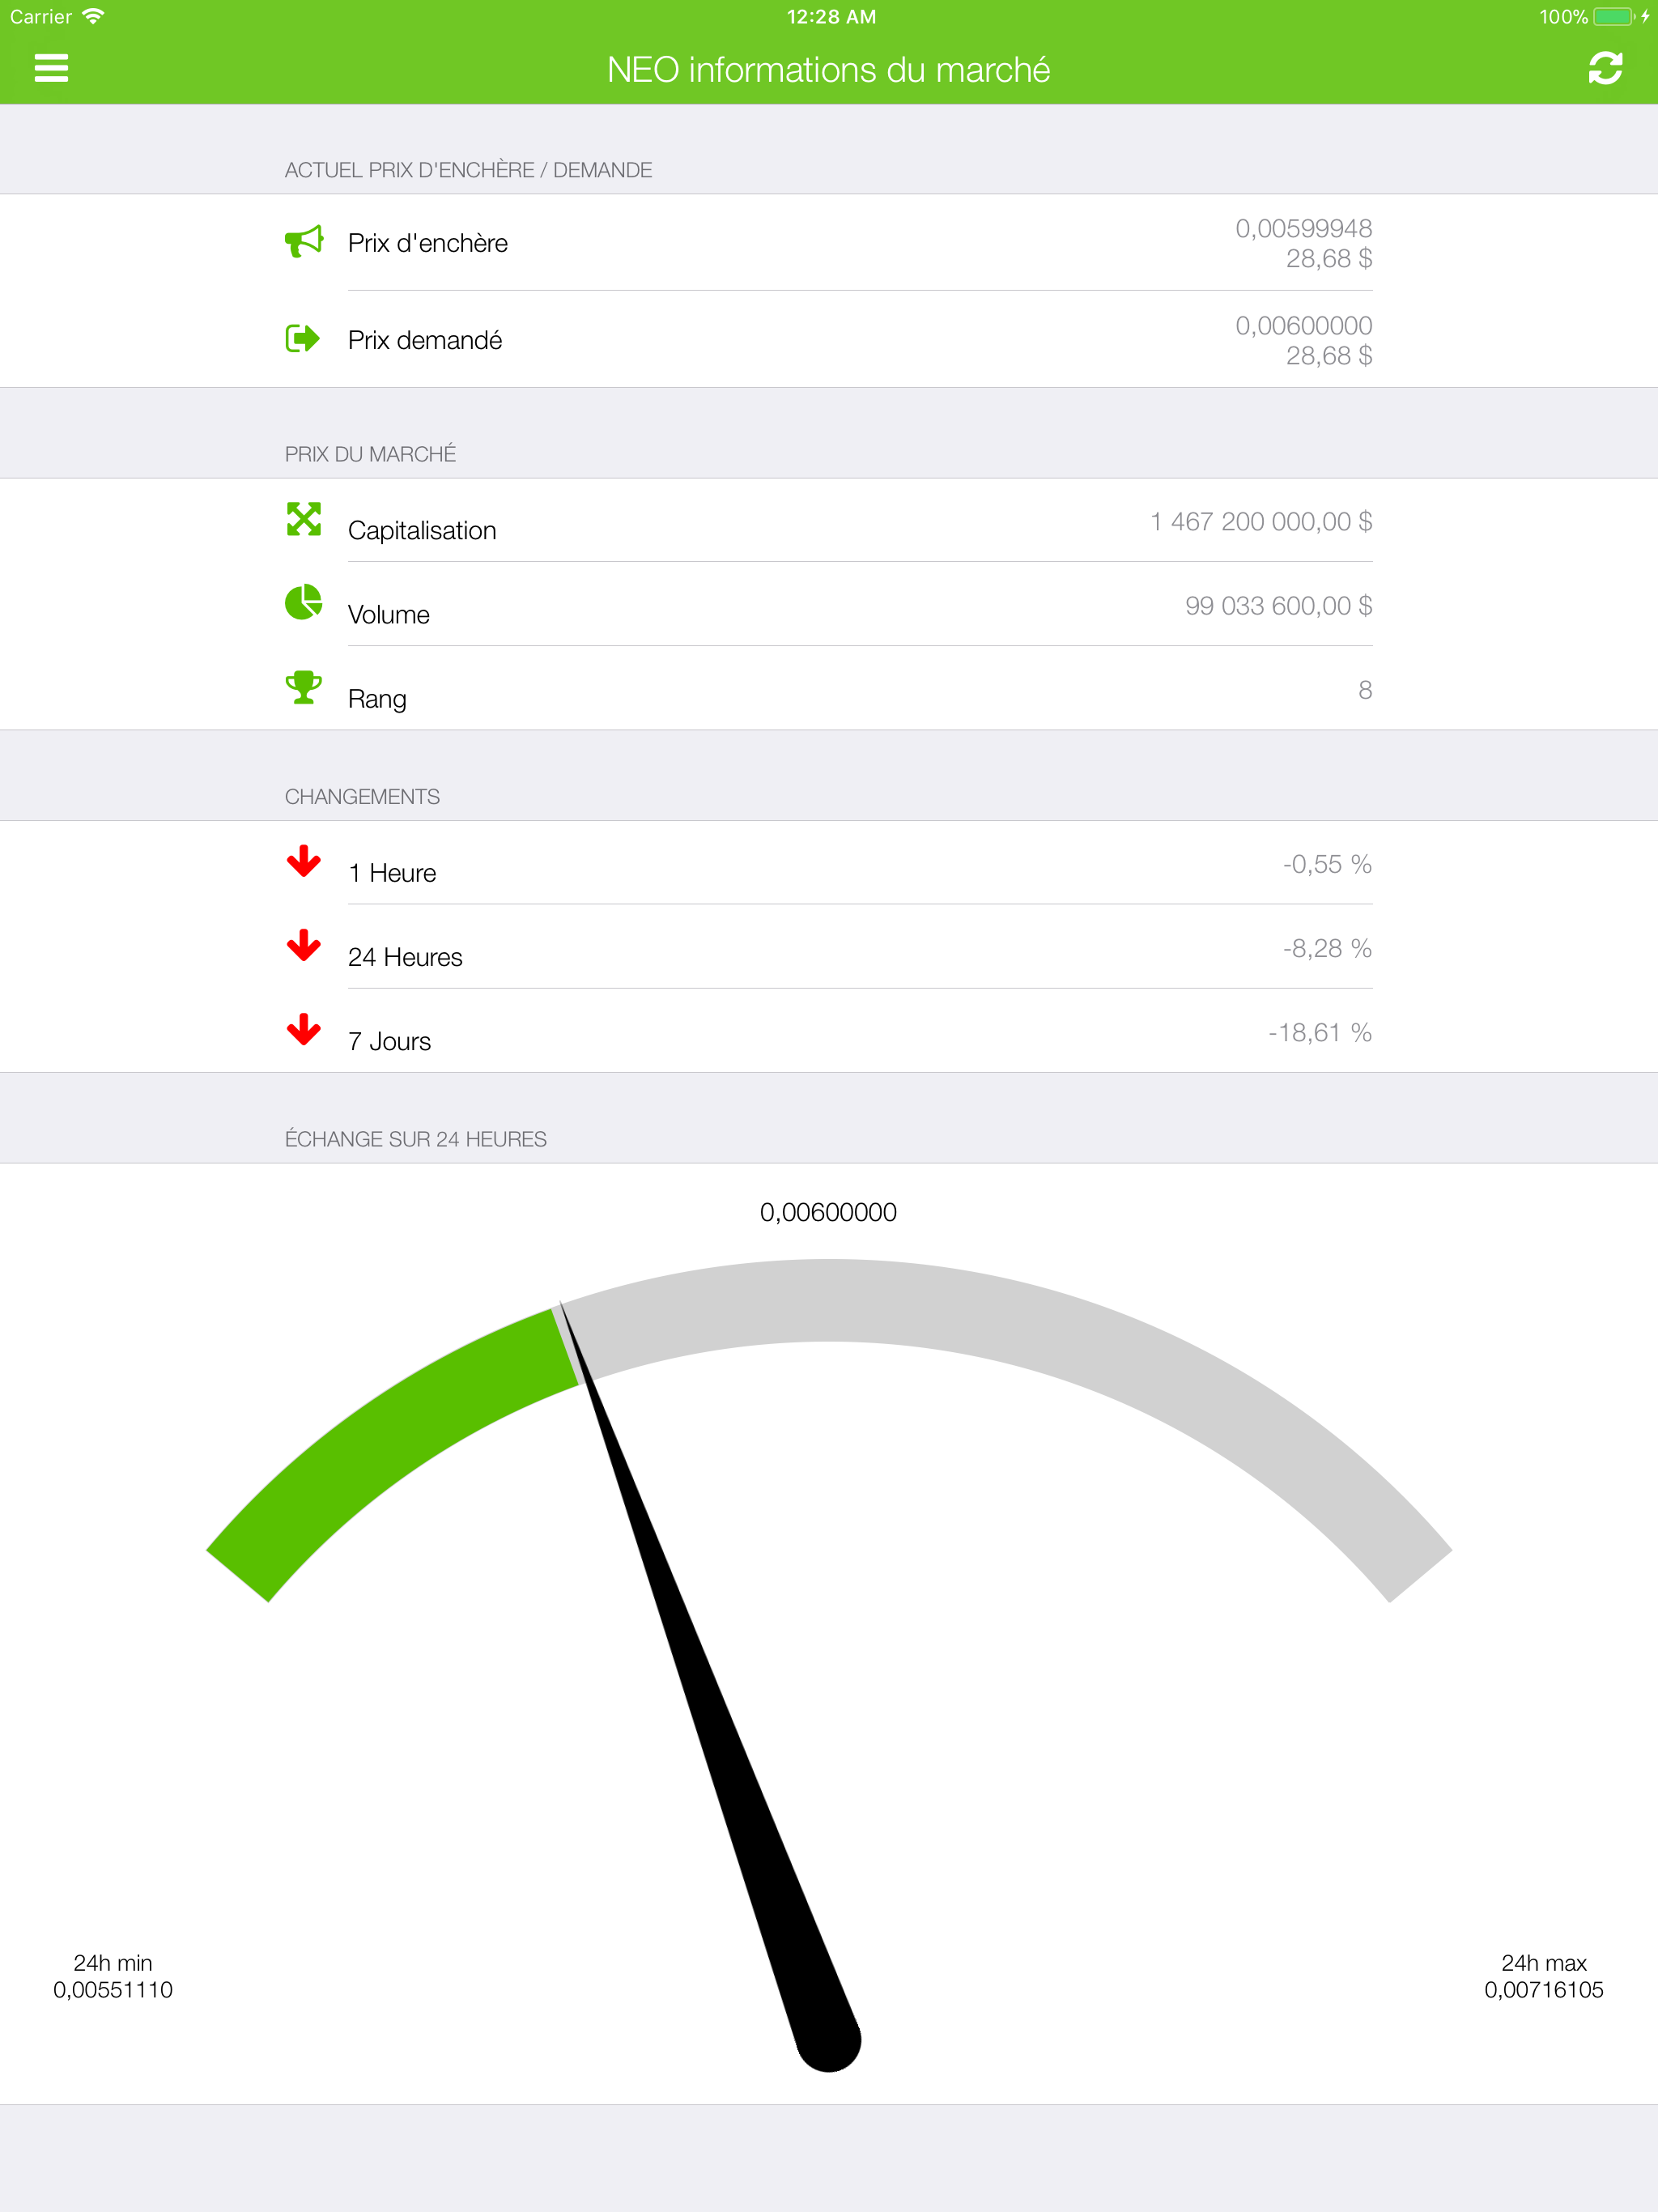 Carrier 12:28 AM 100%
NEO informations du marché
ACTUEL PRIX D'ENCHÈRE / DEMANDE
Prix d'enchère 0,00599948
28,68 $
Prix demandé 0,00600000
28,68 $
PRIX DU MARCHÉ
Capitalisation 1 467 200 000,00 $
Volume 99 033 600,00 $
Rang 8
CHANGEMENTS
1 Heure -0,55 %
24 Heures -8,28 %
7 Jours -18,61 %
ÉCHANGE SUR 24 HEURES
0,00600000
24h min
0,00551110
24h max
0,00716105